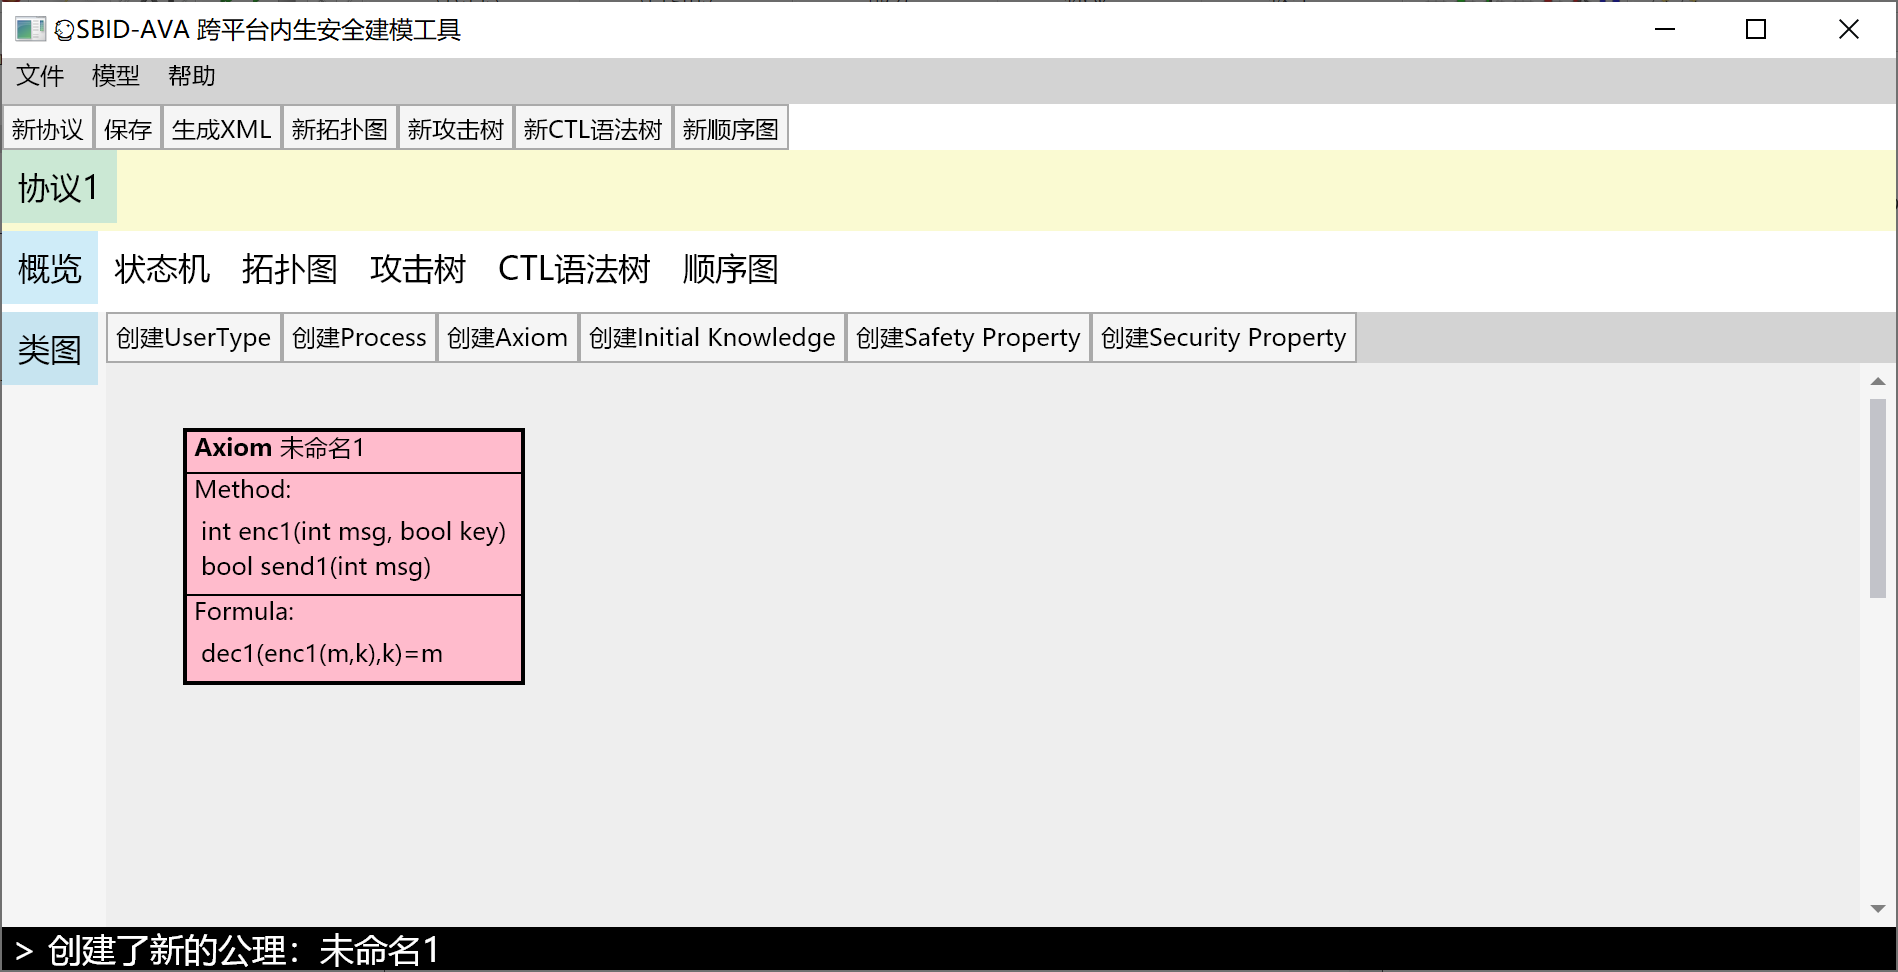 SBID-AVA 跨平台内生安全建模工具
文件 模型 帮助
新协议 保存 生成XML 新拓扑图 新攻击树 新CTL语法树 新顺序图
协议1
概览 状态机 拓扑图 攻击树 CTL语法树 顺序图
类图 创建UserType 创建Process 创建Axiom 创建Initial Knowledge 创建Safety Property 创建Security Property
Axiom 未命名1
Method:
int enc1(int msg, bool key)
bool send1(int msg)
Formula:
dec1(enc1(m,k),k)=m
> 创建了新的公理：未命名1